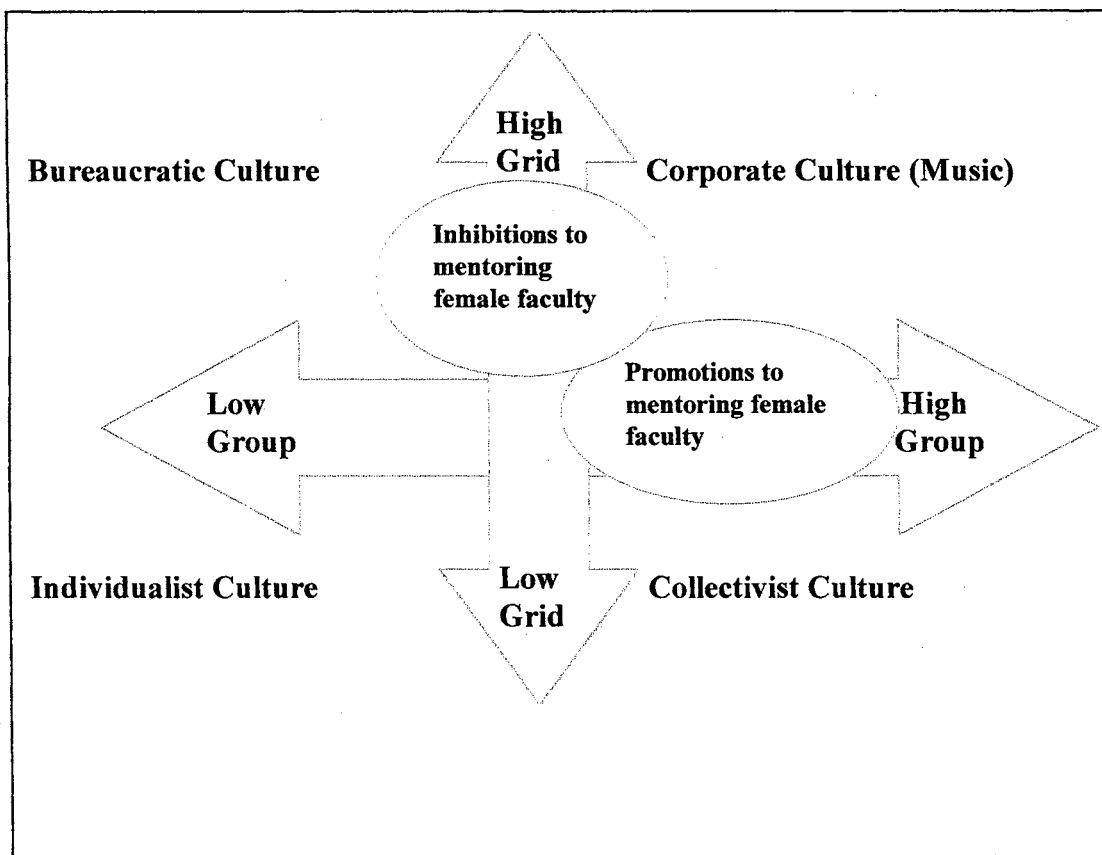 High
Grid
Bureaucratic Culture
Corporate Culture (Music)
Inhibitions to
mentoring
female faculty
Promotions to
mentoring female
faculty
Low
Group
High
Group
Individualist Culture
Low
Grid
Collectivist Culture